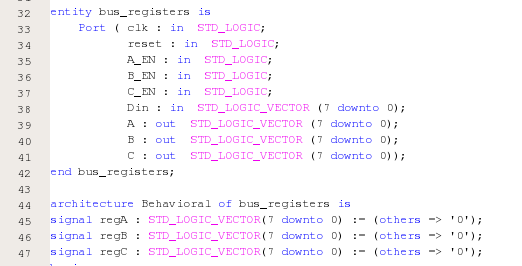 32 entity bus_registers is
33 Port ( clk : in STD_LOGIC;
34 reset : in STD_LOGIC;
35 A_EN : in STD_LOGIC;
36 B_EN : in STD_LOGIC;
37 C_EN : in STD_LOGIC;
38 Din : in STD_LOGIC_VECTOR (7 downto 0);
39 A : out STD_LOGIC_VECTOR (7 downto 0);
40 B : out STD_LOGIC_VECTOR (7 downto 0);
41 C : out STD_LOGIC_VECTOR (7 downto 0));
42 end bus_registers;
43
44 architecture Behavioral of bus_registers is
45 signal regA : STD_LOGIC_VECTOR(7 downto 0) := (others => '0');
46 signal regB : STD_LOGIC_VECTOR(7 downto 0) := (others => '0');
47 signal regC : STD_LOGIC_VECTOR(7 downto 0) := (others => '0');